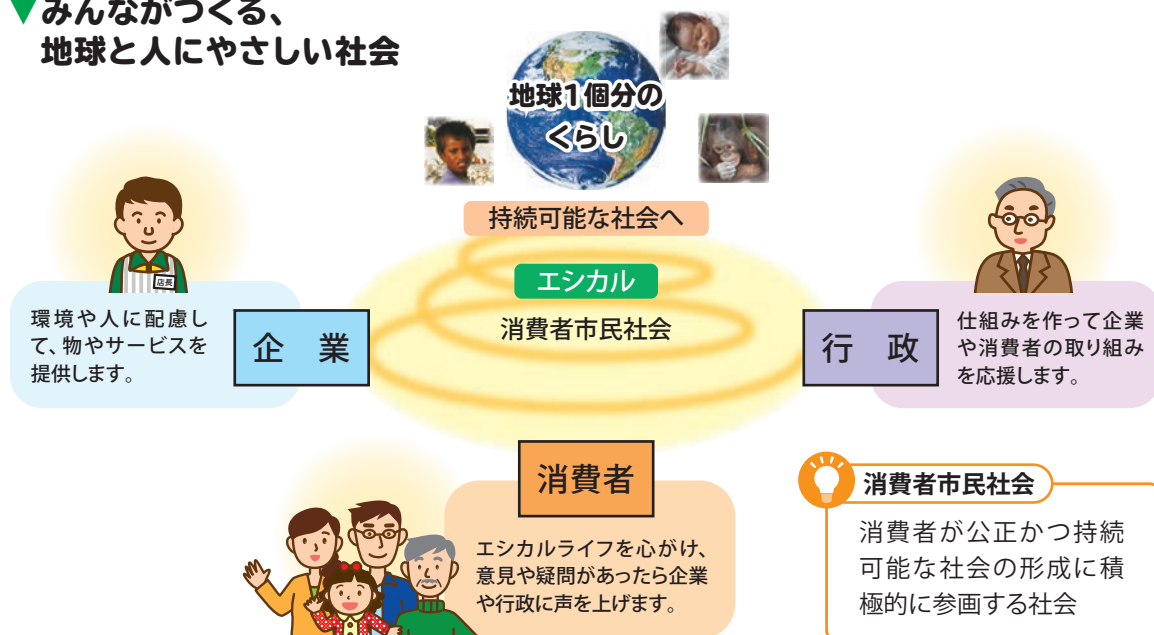 ▼みんながつくる、
地球と人にやさしい社会
地球1個分の
くらし
持続可能な社会へ
エシカル
消費者市民社会
店長
環境や人に配慮し
て、物やサービスを
提供します。
企 業
行 政
仕組みを作って企業
や消費者の取り組み
を応援します。
消費者
エシカルライフを心がけ、
意見や疑問があったら企業
や行政に声を上げます。
消費者市民社会
消費者が公正かつ持続
可能な社会の形成に積
極的に参画する社会